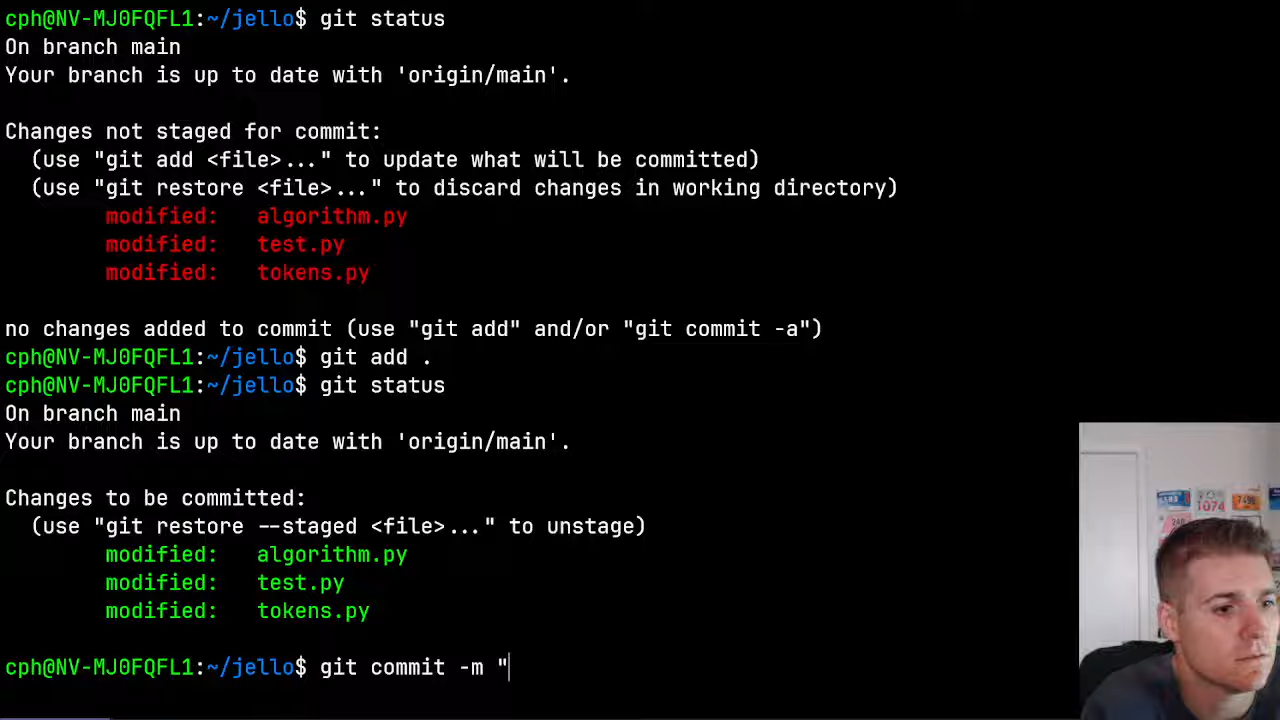 cph@NV-MJ0FQFL1:~/jello$ git status
On branch main
Your branch is up to date with 'origin/main'.
Changes not staged for commit:
(use "git add <file>..." to update what will be committed)
(use "git restore <file>..." to discard changes in working directory)
modified: algorithm.py
modified: test.py
modified: tokens.py
no changes added to commit (use "git add" and/or "git commit -a")
cph@NV-MJ0FQFL1:~/jello$ git add .
cph@NV-MJ0FQFL1:~/jello$ git status
On branch main
Your branch is up to date with 'origin/main'.
Changes to be committed:
(use "git restore --staged <file>..." to unstage)
modified: algorithm.py
modified: test.py
modified: tokens.py
cph@NV-MJ0FQFL1:~/jello$ git commit -m "
1074